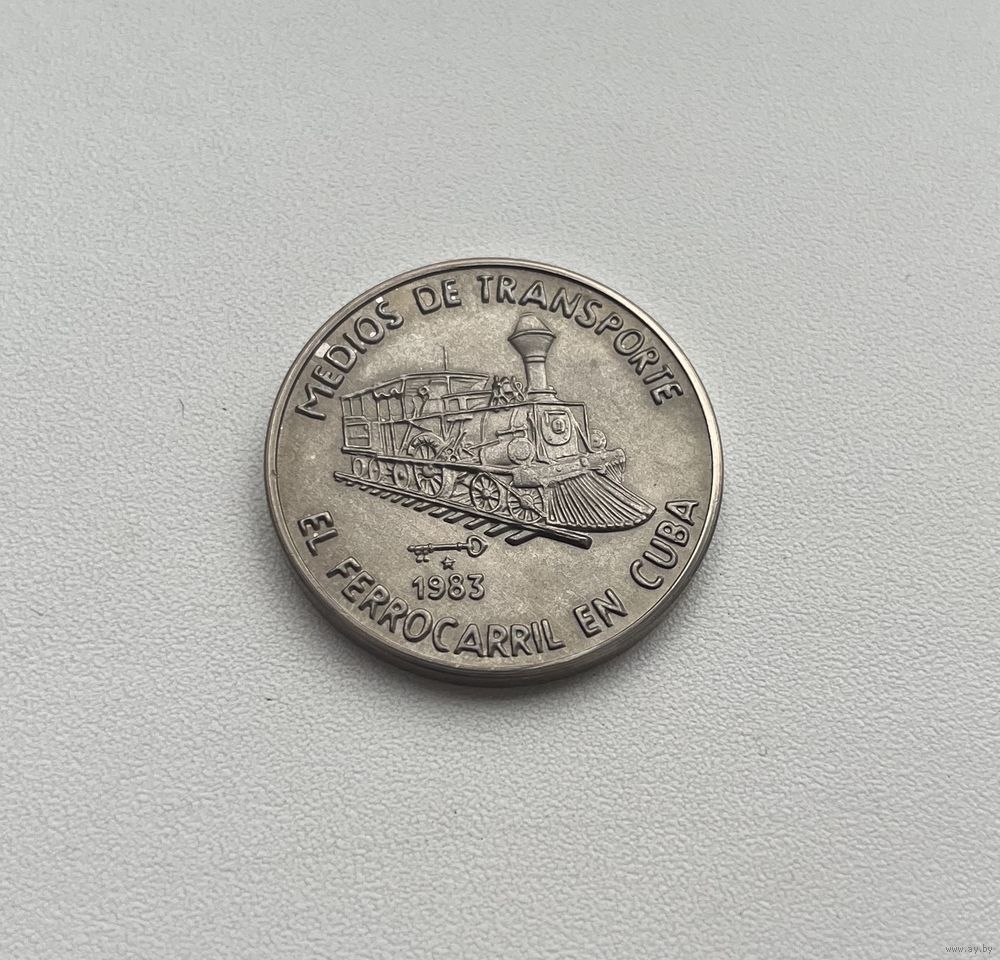 MEDIOS DE TRANSPORTE
1983
EL FERROCARRIL EN CUBA
www.ay.by